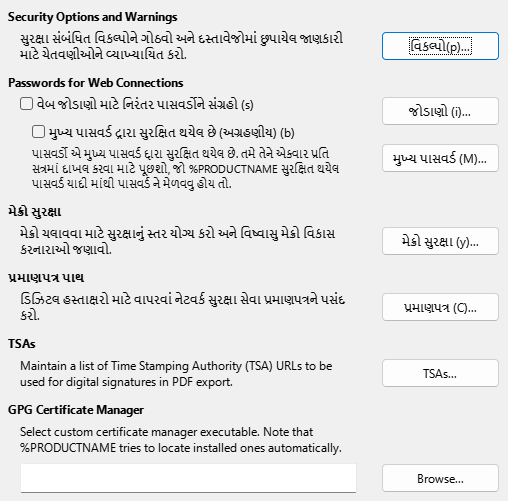 Security Options and Warnings
સુરક્ષા સંબંધિત વિકલ્પોને ગોઠવો અને દસ્તાવેજોમાં છુપાયેલ જાણકારી
માટે ચેતવણીઓને વ્યાખ્યાયિત કરો.
વિકલ્પો(p)...
Passwords for Web Connections
વેબ જોડાણો માટે નિરંતર પાસવર્ડોને સંગ્રહો (s)
જોડાણો (i)...
મુખ્ય પાસવર્ડ દ્વારા સુરક્ષિત થયેલ છે (અગ્રહણીય) (b)
પાસવર્ડો એ મુખ્ય પાસવર્ડ દ્દારા સુરક્ષિત થયેલ છે. તમે તેને એકવાર પ્રતિ
સત્રમાં દાખલ કરવા માટે પૂછશો, જો %PRODUCTNAME સુરક્ષિત થયેલ
પાસવર્ડ યાદી માંથી પાસવર્ડ ને મેળવવુ હોય તો.
મુખ્ય પાસવર્ડ (M)...
મેક્રો સુરક્ષા
મેક્રો ચલાવવા માટે સુરક્ષાનું સ્તર યોગ્ય કરો અને વિષ્વાસુ મેક્રો વિકાસ
કરનારાઓ જણાવો.
મેક્રો સુરક્ષા (y)...
પ્રમાણપત્ર પાથ
ડિઝિટલ હસ્તાક્ષરો માટે વાપરવાં નેટવર્ક સુરક્ષા સેવા પ્રમાણપત્રને પસંદ
કરો.
પ્રમાણપત્ર (C)...
TSAs
Maintain a list of Time Stamping Authority (TSA) URLs to be
used for digital signatures in PDF export.
TSAs...
GPG Certificate Manager
Select custom certificate manager executable. Note that
%PRODUCTNAME tries to locate installed ones automatically.
Browse...